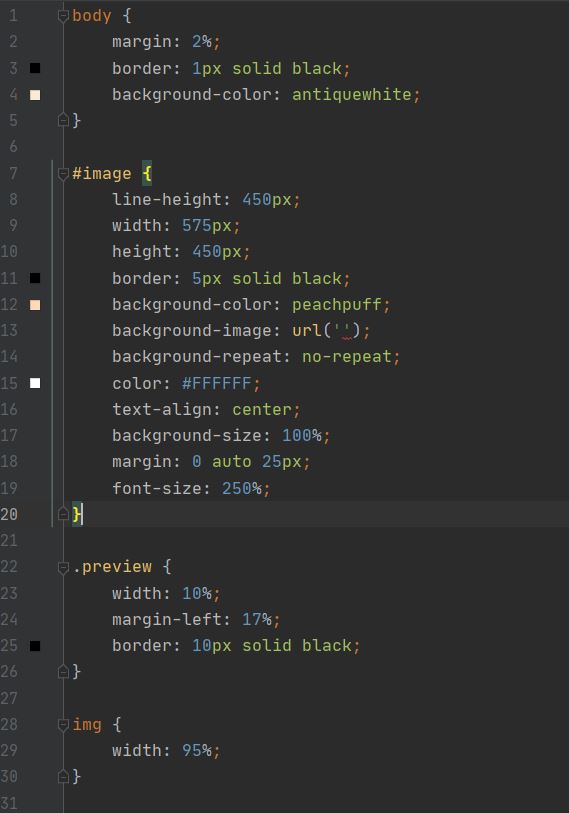 1 body {
2 margin: 2%;
3 border: 1px solid black;
4 background-color: antiquewhite;
5 }
6
7 #image {
8 line-height: 450px;
9 width: 575px;
10 height: 450px;
11 border: 5px solid black;
12 background-color: peachpuff;
13 background-image: url('');
14 background-repeat: no-repeat;
15 color: #FFFFFF;
16 text-align: center;
17 background-size: 100%;
18 margin: 0 auto 25px;
19 font-size: 250%;
20 }
21
22 .preview {
23 width: 10%;
24 margin-left: 17%;
25 border: 10px solid black;
26 }
27
28 img {
29 width: 95%;
30 }
31